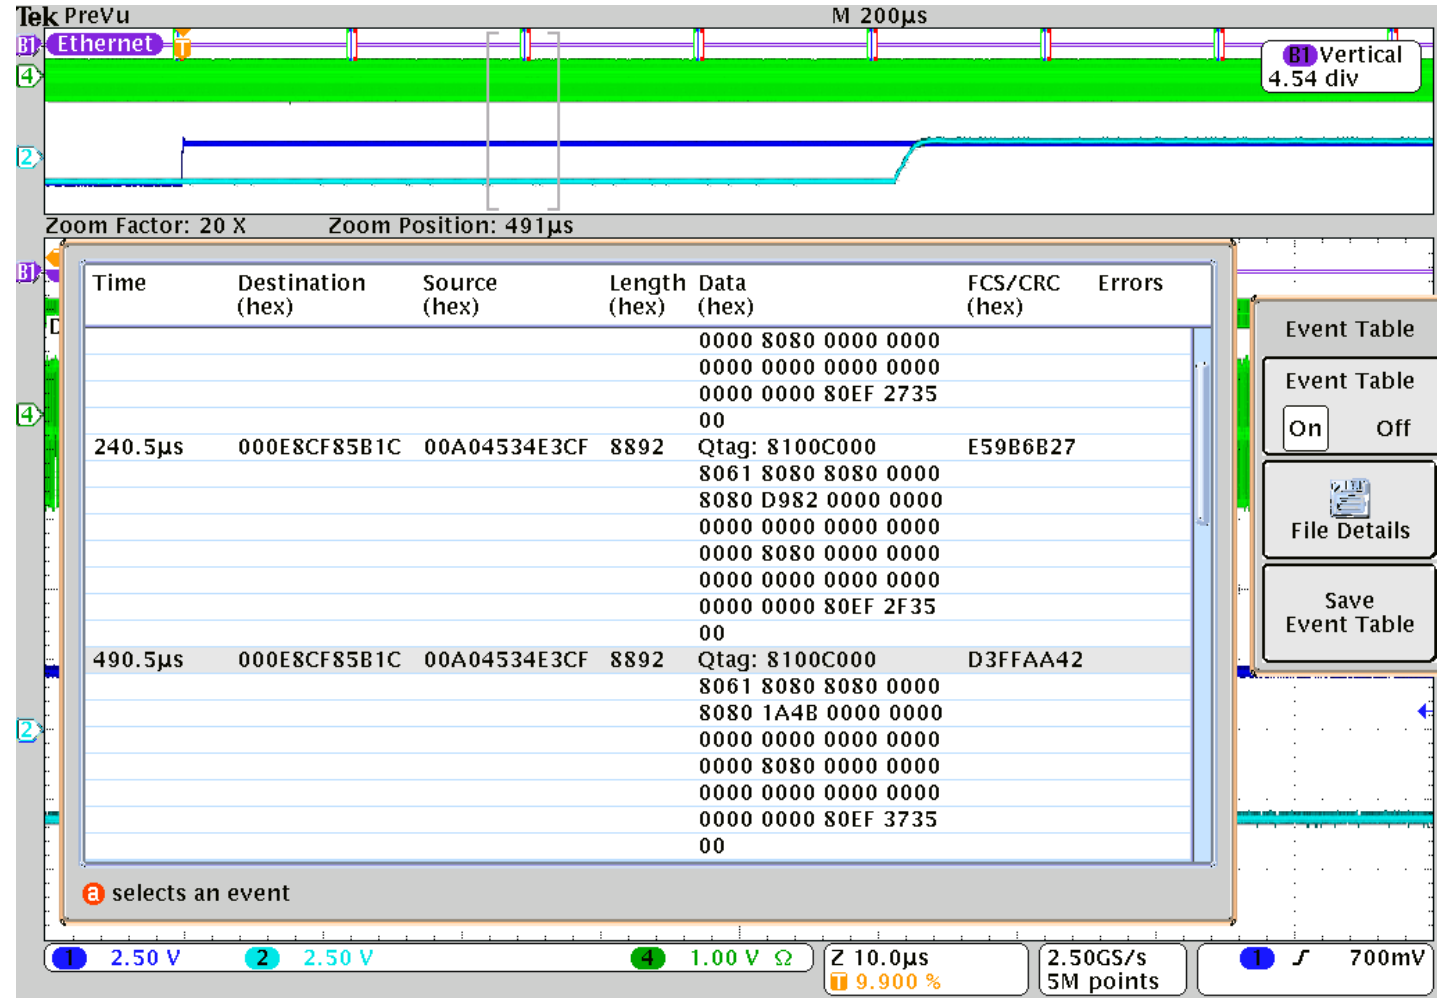 Tek PreVu M 200µs
B1 Ethernet T
B1 Vertical
4.54 div
4
2
Zoom Factor: 20 X Zoom Position: 491µs
B1
Time Destination Source Length Data FCS/CRC Errors
(hex) (hex) (hex) (hex) (hex)
0000 8080 0000 0000
0000 0000 0000 0000
0000 0000 80EF 2735
00
240.5µs 000E8CF85B1C 00A04534E3CF 8892 Qtag: 8100C000 E59B6B27
8061 8080 8080 0000
8080 D982 0000 0000
0000 0000 0000 0000
0000 8080 0000 0000
0000 0000 0000 0000
0000 0000 80EF 2F35
00
490.5µs 000E8CF85B1C 00A04534E3CF 8892 Qtag: 8100C000 D3FFAA42
8061 8080 8080 0000
8080 1A4B 0000 0000
0000 0000 0000 0000
0000 8080 0000 0000
0000 0000 0000 0000
0000 0000 80EF 3735
00
a selects an event
4
2
Event Table
Event Table
On Off
File Details
Save
Event Table
1 2.50 V 2 2.50 V 4 1.00 V Ω
Z 10.0µs
T 9.900 %
2.50GS/s
5M points
1 700mV